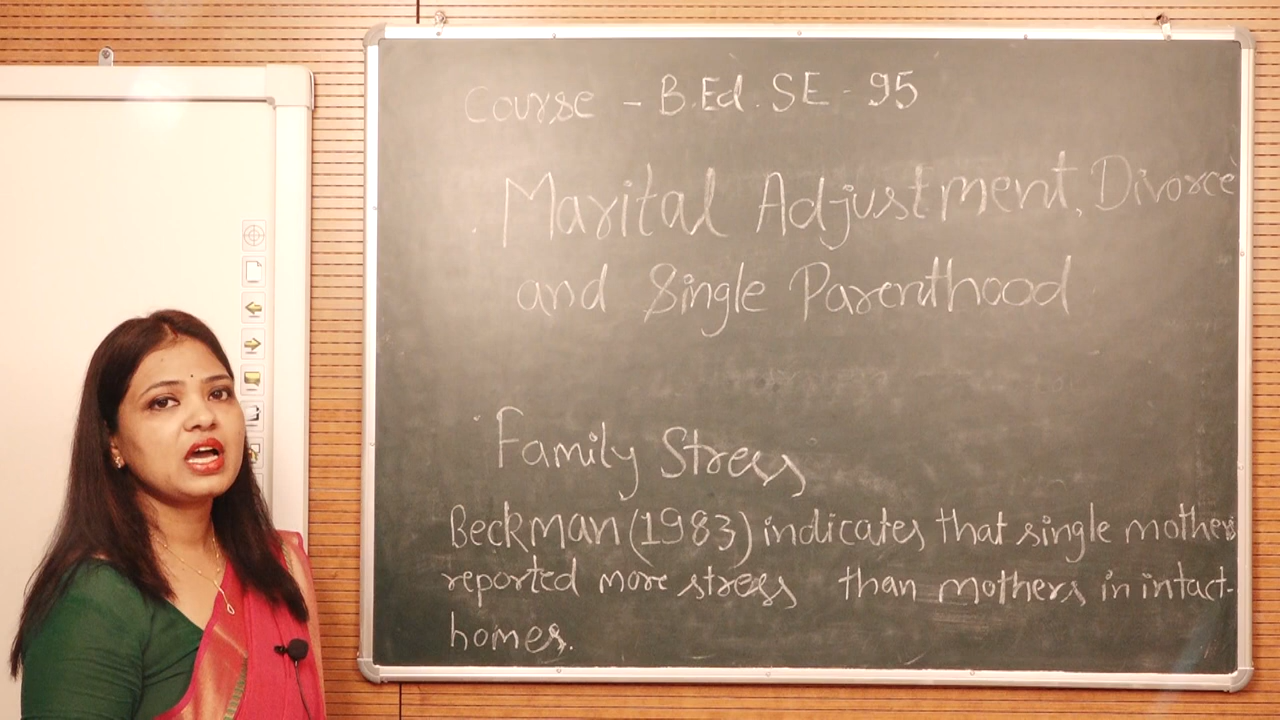 Course - B.Ed. SE - 95
Marital Adjustment, Divorce
and Single Parenthood
Family Stress
Beckman (1983) indicates that single mothers
reported more stress than mothers in intact-
homes.